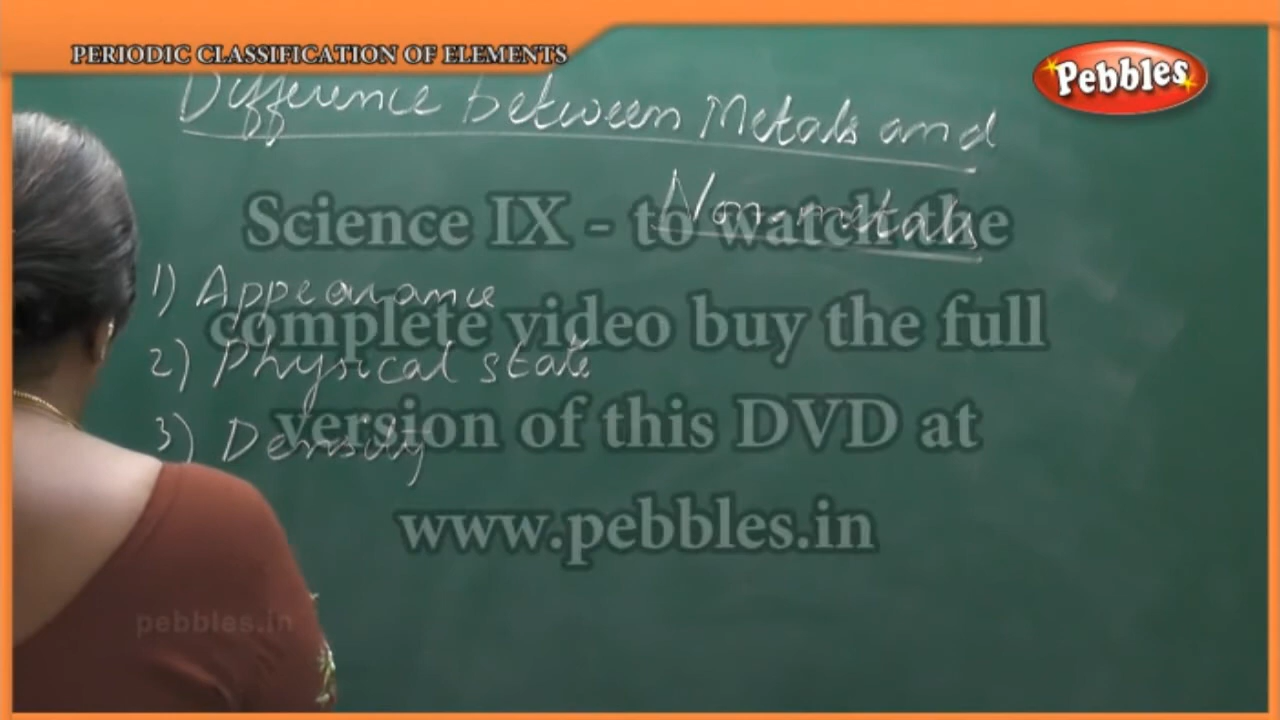 PERIODIC CLASSIFICATION OF ELEMENTS
Pebbles
Difference between Metals and
Non-metals
Science IX - to watch the
1) Appearance
complete video buy the full
2) Physical state
version of this DVD at
3) Density
www.pebbles.in
pebbles.in